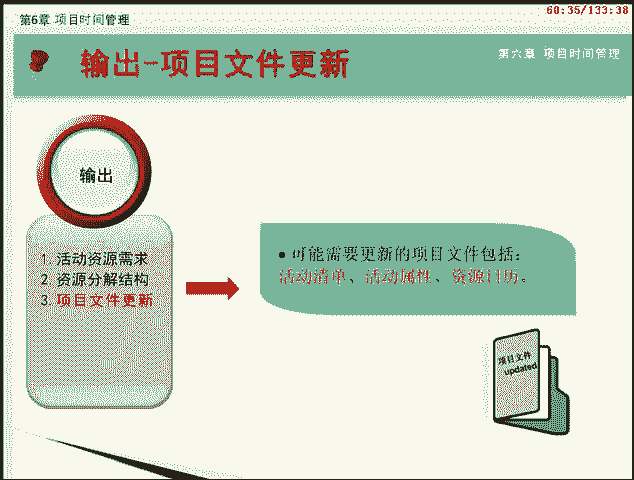 60:35/133:38
第6章 项目时间管理
输出-项目文件更新
第六章 项目时间管理
输出
1. 活动资源需求
2. 资源分解结构
3. 项目文件更新
● 可能需要更新的项目文件包括：
活动清单、活动属性、资源日历。
项目文件
updated